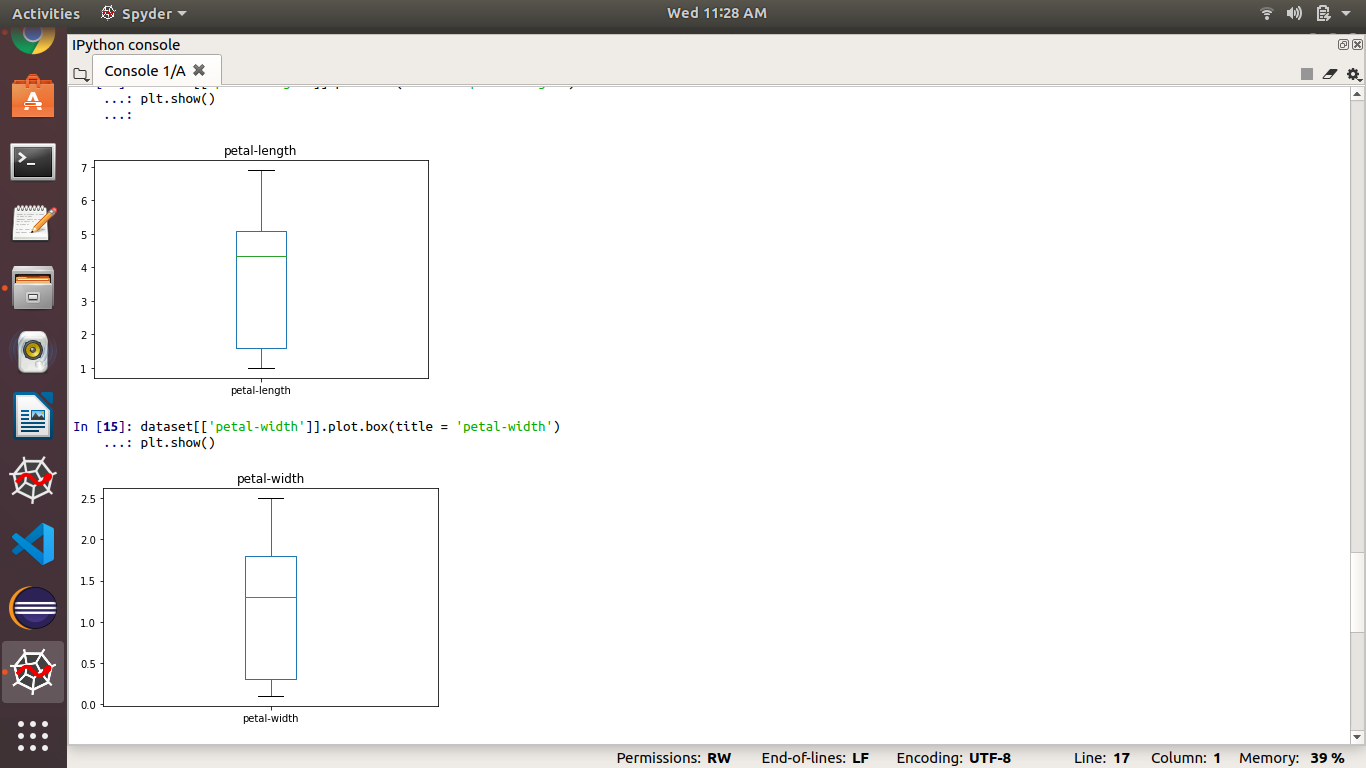 Activities Spyder Wed 11:28 AM
IPython console
Console 1/A
...: plt.show()
...:
petal-length
7
6
5
4
3
2
1
petal-length
In [15]: dataset[['petal-width']].plot.box(title = 'petal-width')
...: plt.show()
petal-width
2.5
2.0
1.5
1.0
0.5
0.0
petal-width
Permissions: RW End-of-lines: LF Encoding: UTF-8 Line: 17 Column: 1 Memory: 39 %